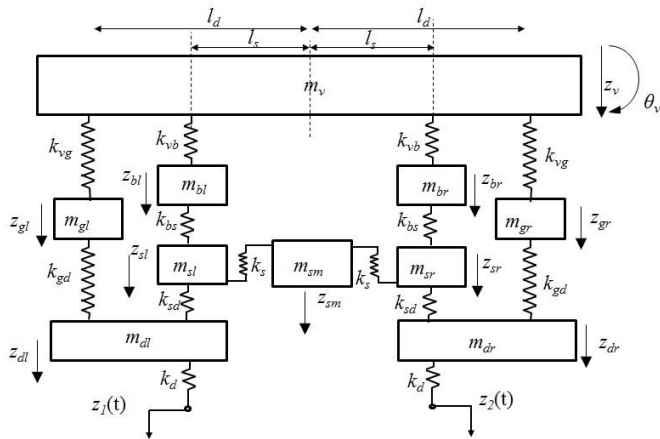 l_d l_d
l_s l_s
m_v z_v θ_v
k_vg k_vb k_vb k_vg
z_bl m_bl m_br z_br
z_gl m_gl k_bs k_bs m_gr z_gr
z_sl m_sl k_s m_sm k_s m_sr z_sr
k_gd k_sd z_sm k_sd k_gd
z_dl m_dl m_dr z_dr
k_d k_d
z_1(t) z_2(t)